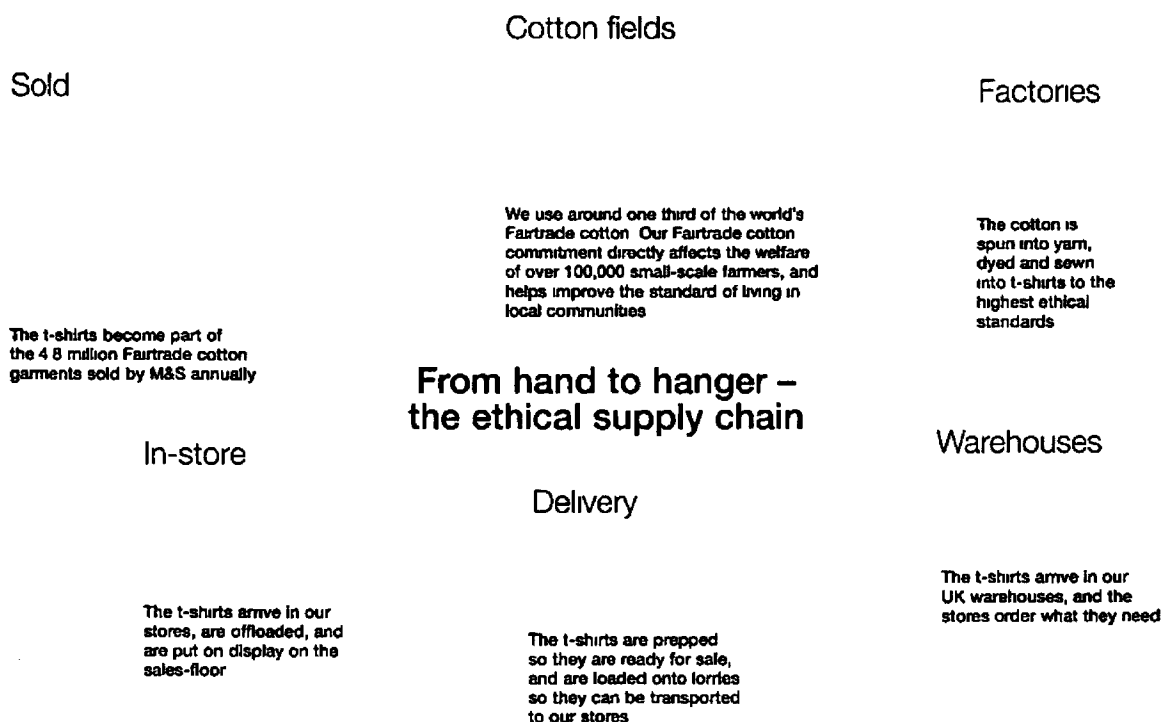 Cotton fields
We use around one third of the world's
Fairtrade cotton Our Fairtrade cotton
commitment directly affects the welfare
of over 100,000 small-scale farmers, and
helps improve the standard of living in
local communities
Factories
The cotton is
spun into yarn,
dyed and sewn
into t-shirts to the
highest ethical
standards
Warehouses
The t-shirts arrive in our
UK warehouses, and the
stores order what they need
Delivery
The t-shirts are prepped
so they are ready for sale,
and are loaded onto lorries
so they can be transported
to our stores
In-store
The t-shirts arrive in our
stores, are offloaded, and
are put on display on the
sales-floor
Sold
The t-shirts become part of
the 4 8 million Fairtrade cotton
garments sold by M&S annually
From hand to hanger –
the ethical supply chain